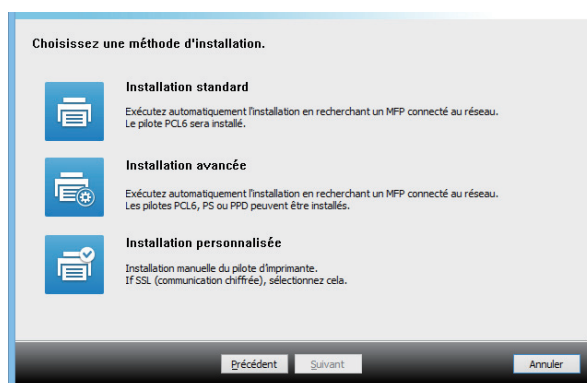 Choisissez une méthode d'installation.
Installation standard
Exécutez automatiquement l'installation en recherchant un MFP connecté au réseau.
Le pilote PCL6 sera installé.
Installation avancée
Exécutez automatiquement l'installation en recherchant un MFP connecté au réseau.
Les pilotes PCL6, PS ou PPD peuvent être installés.
Installation personnalisée
Installation manuelle du pilote d'imprimante.
If SSL (communication chiffrée), sélectionnez cela.
Précédent Suivant Annuler